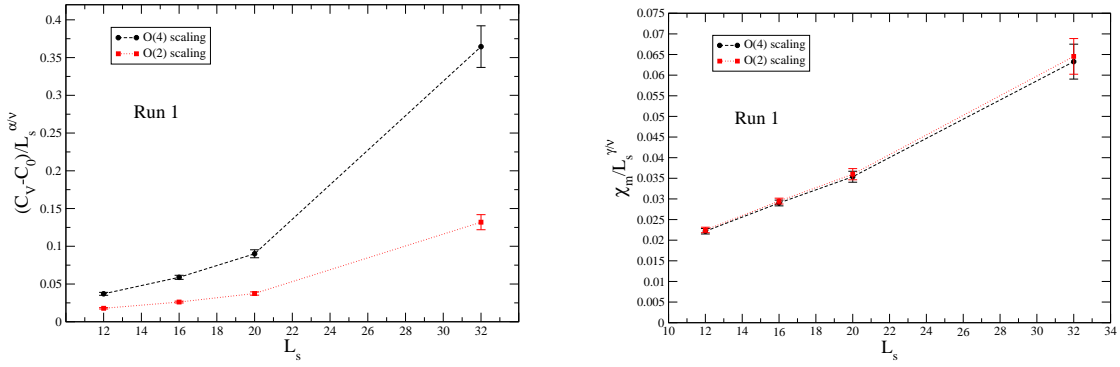 0.4
0.35
0.3
0.25
0.2
0.15
0.1
0.05
0
(C_V-C_0)/L_s^{α/ν}
O(4) scaling
O(2) scaling
Run 1
12 14 16 18 20 22 24 26 28 30 32
L_s
0.075
0.07
0.065
0.06
0.055
0.05
0.045
0.04
0.035
0.03
0.025
0.02
0.015
0.01
0.005
0
χ_m/L_s^{γ/ν}
O(4) scaling
O(2) scaling
Run 1
10 12 14 16 18 20 22 24 26 28 30 32 34
L_s